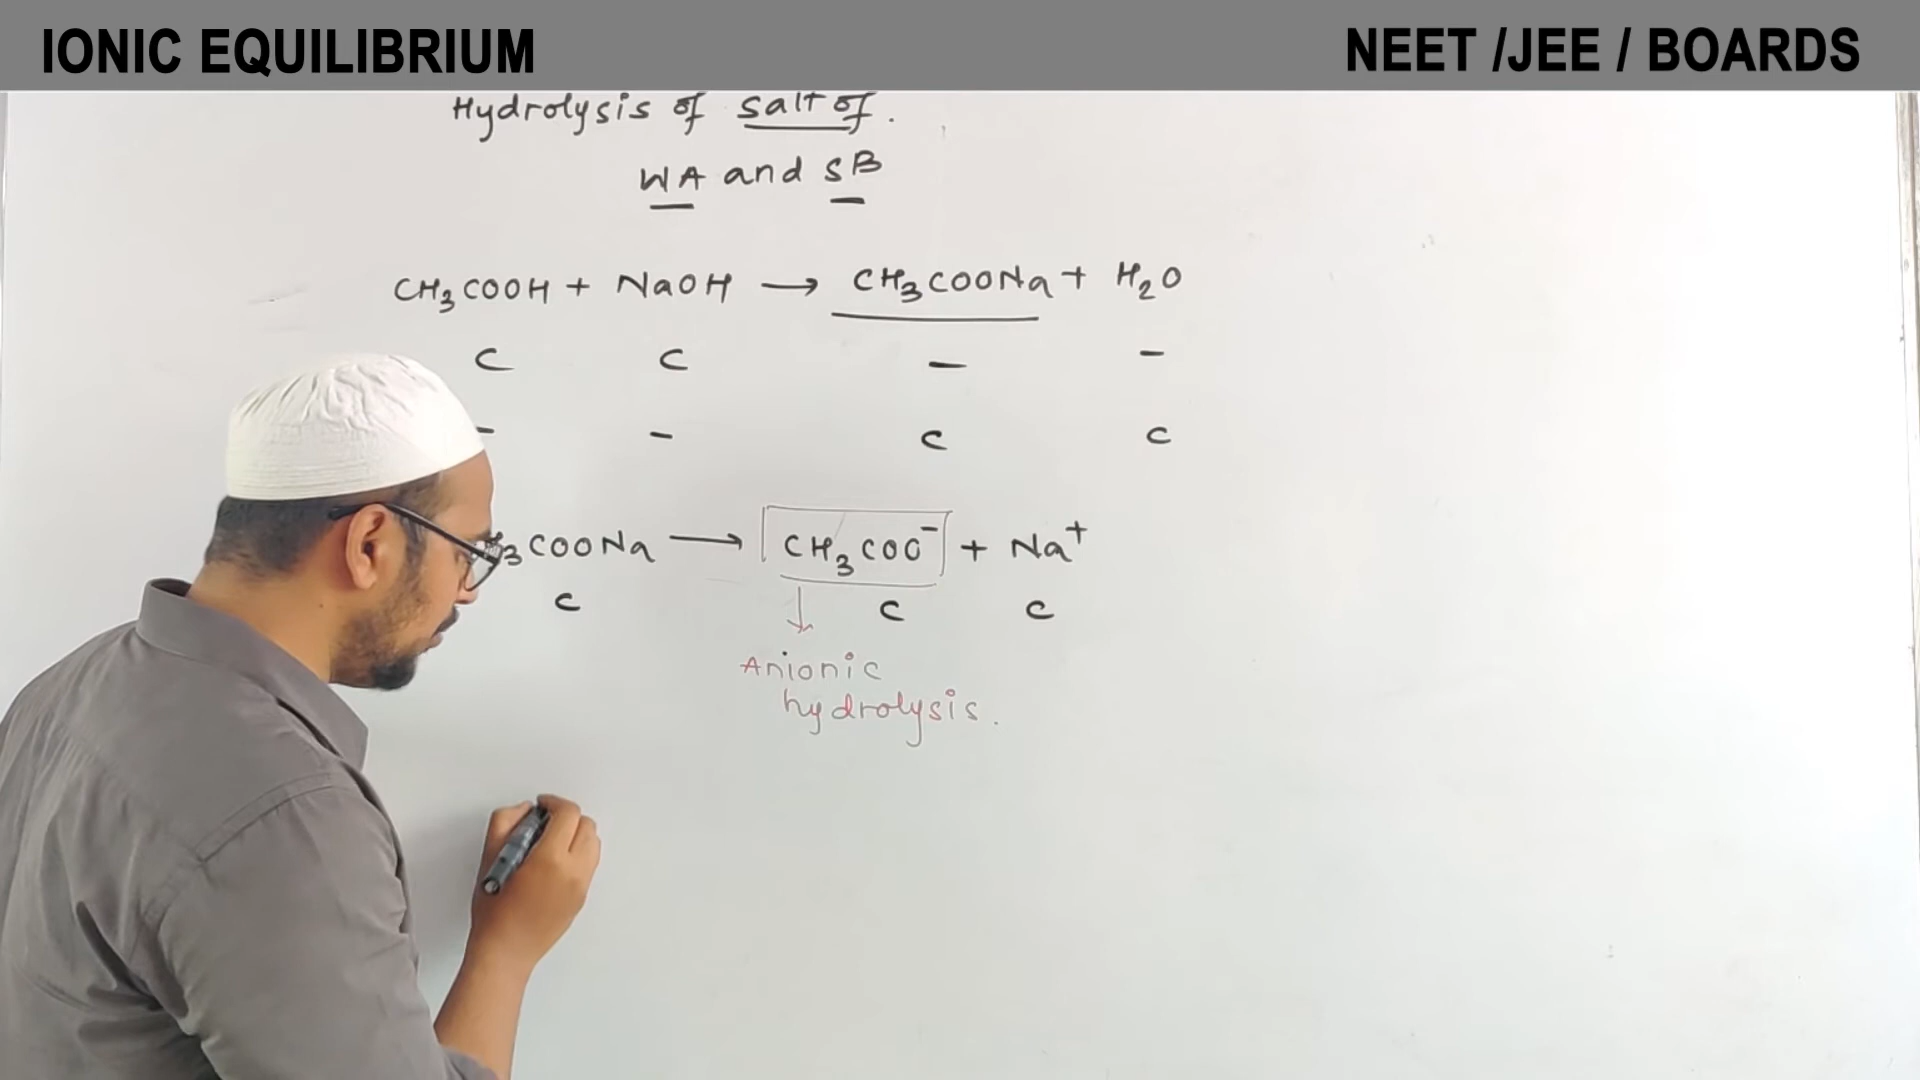 IONIC EQUILIBRIUM
NEET /JEE / BOARDS
Hydrolysis of salt of.
WA and SB
CH₃COOH + NaOH → CH₃COONa + H₂O
C C — –
– – C C
₃COONa → CH₃COO⁻ + Na⁺
C ↓ C C
Anionic
hydrolysis.